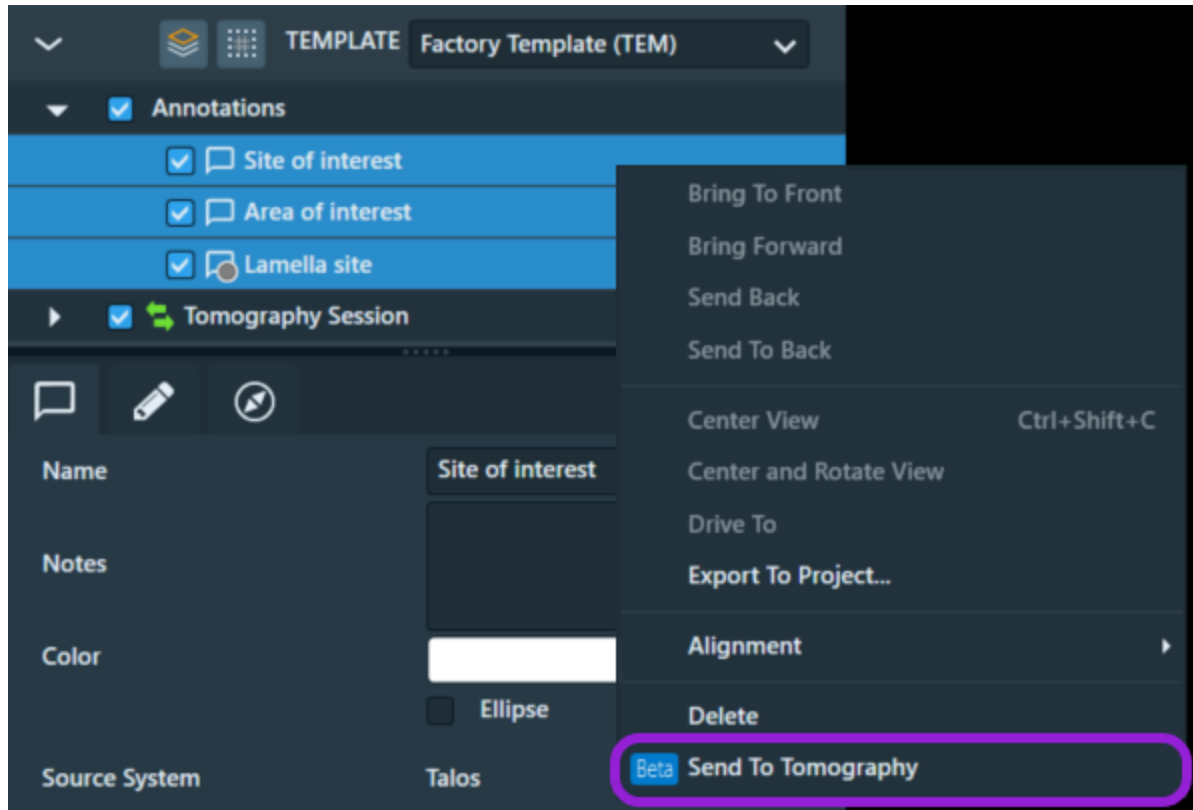 TEMPLATE Factory Template (TEM)
Annotations
Site of interest
Area of interest
Lamella site
Tomography Session
Name Site of interest
Notes
Color
Ellipse
Source System Talos
Bring To Front
Bring Forward
Send Back
Send To Back
Center View Ctrl+Shift+C
Center and Rotate View
Drive To
Export To Project...
Alignment
Delete
Beta Send To Tomography